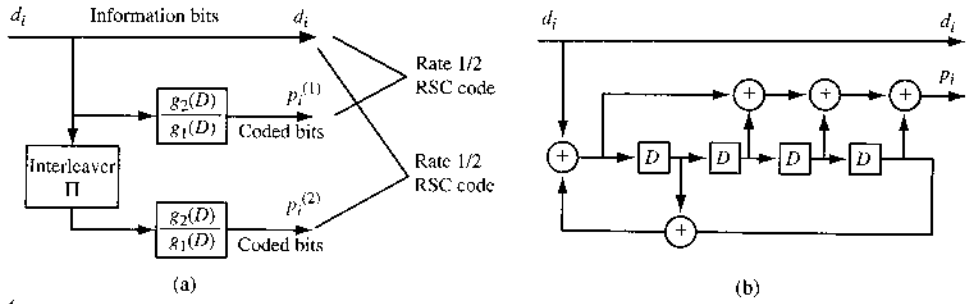 d_i Information bits d_i
Rate 1/2
RSC code
g_2(D)
g_1(D)
p_i^(1)
Coded bits
Interleaver
Π
Rate 1/2
RSC code
g_2(D)
g_1(D)
p_i^(2)
Coded bits
(a)
d_i d_i
p_i
+ + +
+ D D D D
+
(b)